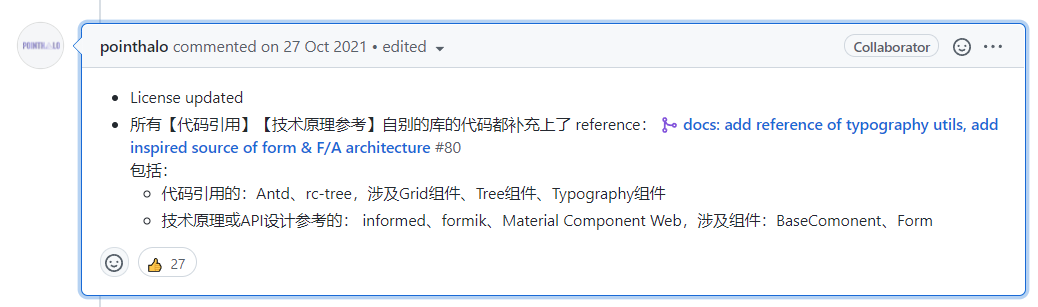 POINTHALO
pointhalo commented on 27 Oct 2021 • edited
Collaborator
License updated
所有【代码引用】【技术原理参考】自别的库的代码都补充上了 reference： docs: add reference of typography utils, add
inspired source of form & F/A architecture #80
包括：
代码引用的：Antd、rc-tree，涉及Grid组件、Tree组件、Typography组件
技术原理或API设计参考的： informed、formik、Material Component Web，涉及组件：BaseComonent、Form
27